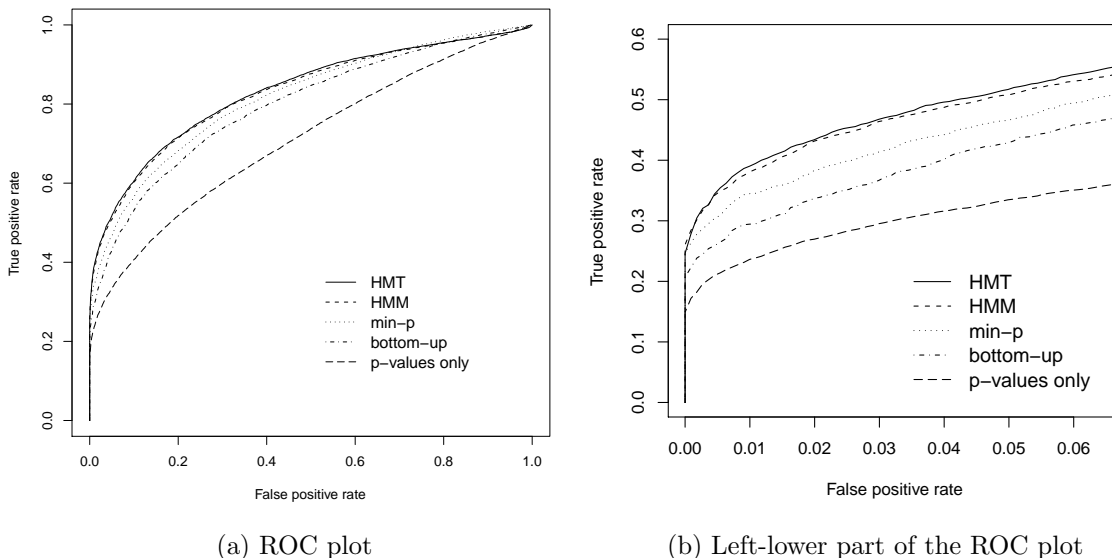 1.0
0.8
0.6
0.4
0.2
0.0
True positive rate
HMT
HMM
min−p
bottom−up
p−values only
0.0 0.2 0.4 0.6 0.8 1.0
False positive rate
(a) ROC plot
0.6
0.5
0.4
0.3
0.2
0.1
0.0
True positive rate
HMT
HMM
min−p
bottom−up
p−values only
0.00 0.01 0.02 0.03 0.04 0.05 0.06
False positive rate
(b) Left-lower part of the ROC plot